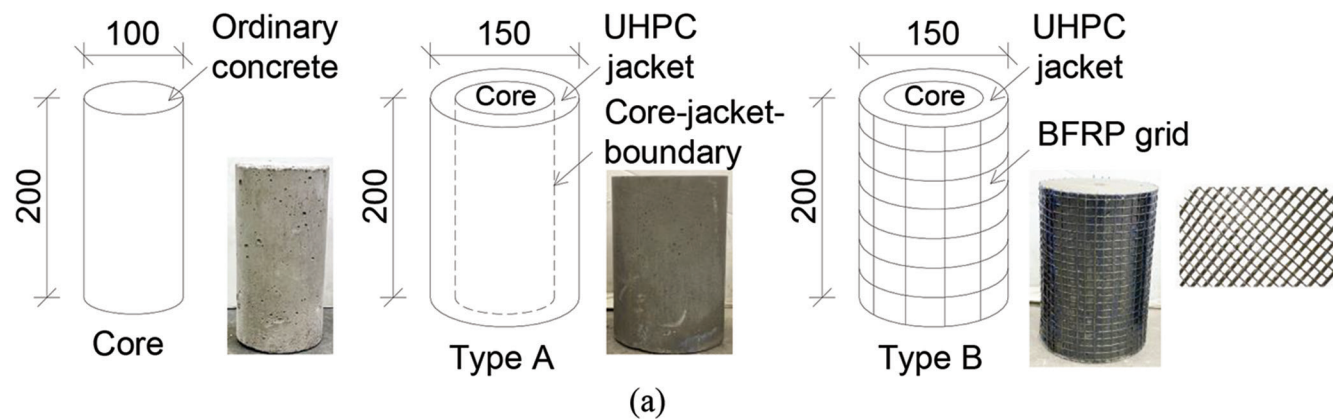 100
Ordinary
concrete
200
Core
150
UHPC
jacket
Core
Core-jacket-
boundary
200
Type A
150
UHPC
jacket
Core
BFRP grid
200
Type B
(a)